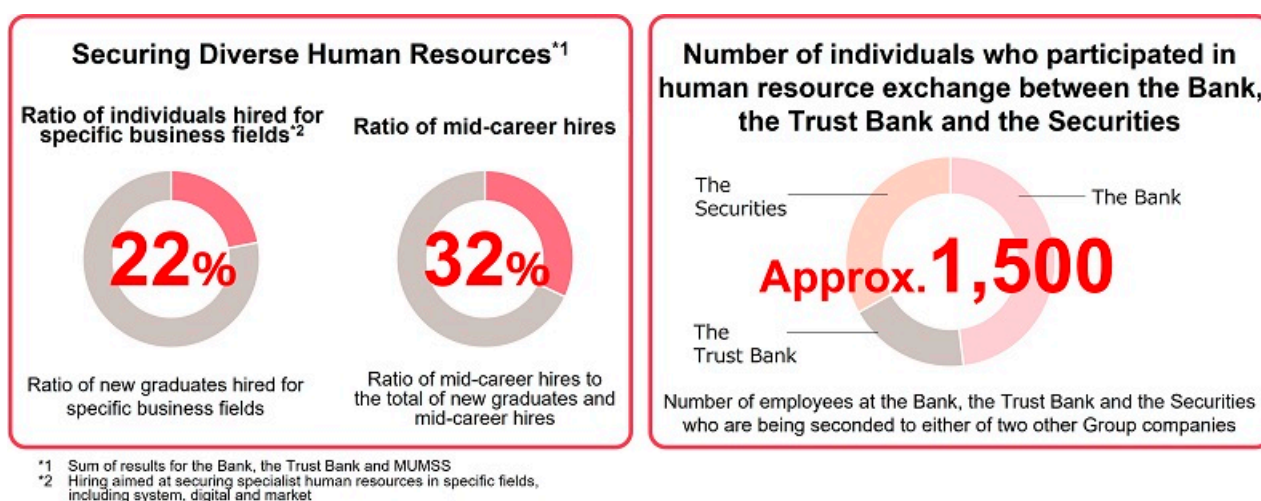 Securing Diverse Human Resources*1
Ratio of individuals hired for
specific business fields*2
22%
Ratio of new graduates hired for
specific business fields
Ratio of mid-career hires
32%
Ratio of mid-career hires to
the total of new graduates and
mid-career hires
Number of individuals who participated in
human resource exchange between the Bank,
the Trust Bank and the Securities
The
Securities
The Bank
Approx. 1,500
The
Trust Bank
Number of employees at the Bank, the Trust Bank and the Securities
who are being seconded to either of two other Group companies
*1 Sum of results for the Bank, the Trust Bank and MUMSS
*2 Hiring aimed at securing specialist human resources in specific fields,
including system, digital and market